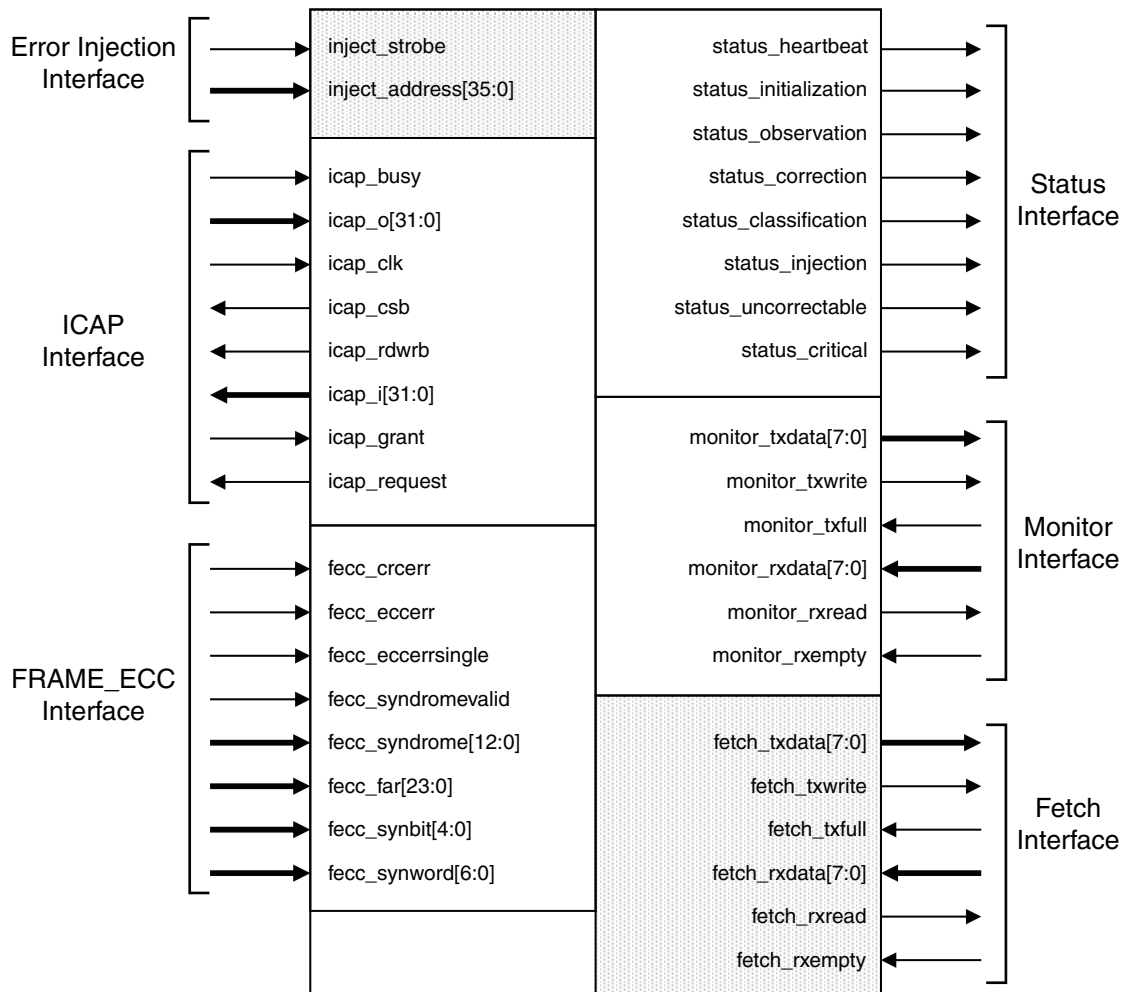 Error Injection
Interface
inject_strobe
inject_address[35:0]
ICAP
Interface
icap_busy
icap_o[31:0]
icap_clk
icap_csb
icap_rdwrb
icap_i[31:0]
icap_grant
icap_request
FRAME_ECC
Interface
fecc_crcerr
fecc_eccerr
fecc_eccerrsingle
fecc_syndromevalid
fecc_syndrome[12:0]
fecc_far[23:0]
fecc_synbit[4:0]
fecc_synword[6:0]
status_heartbeat
status_initialization
status_observation
status_correction
status_classification
status_injection
status_uncorrectable
status_critical
Status
Interface
monitor_txdata[7:0]
monitor_txwrite
monitor_txfull
monitor_rxdata[7:0]
monitor_rxread
monitor_rxempty
Monitor
Interface
fetch_txdata[7:0]
fetch_txwrite
fetch_txfull
fetch_rxdata[7:0]
fetch_rxread
fetch_rxempty
Fetch
Interface